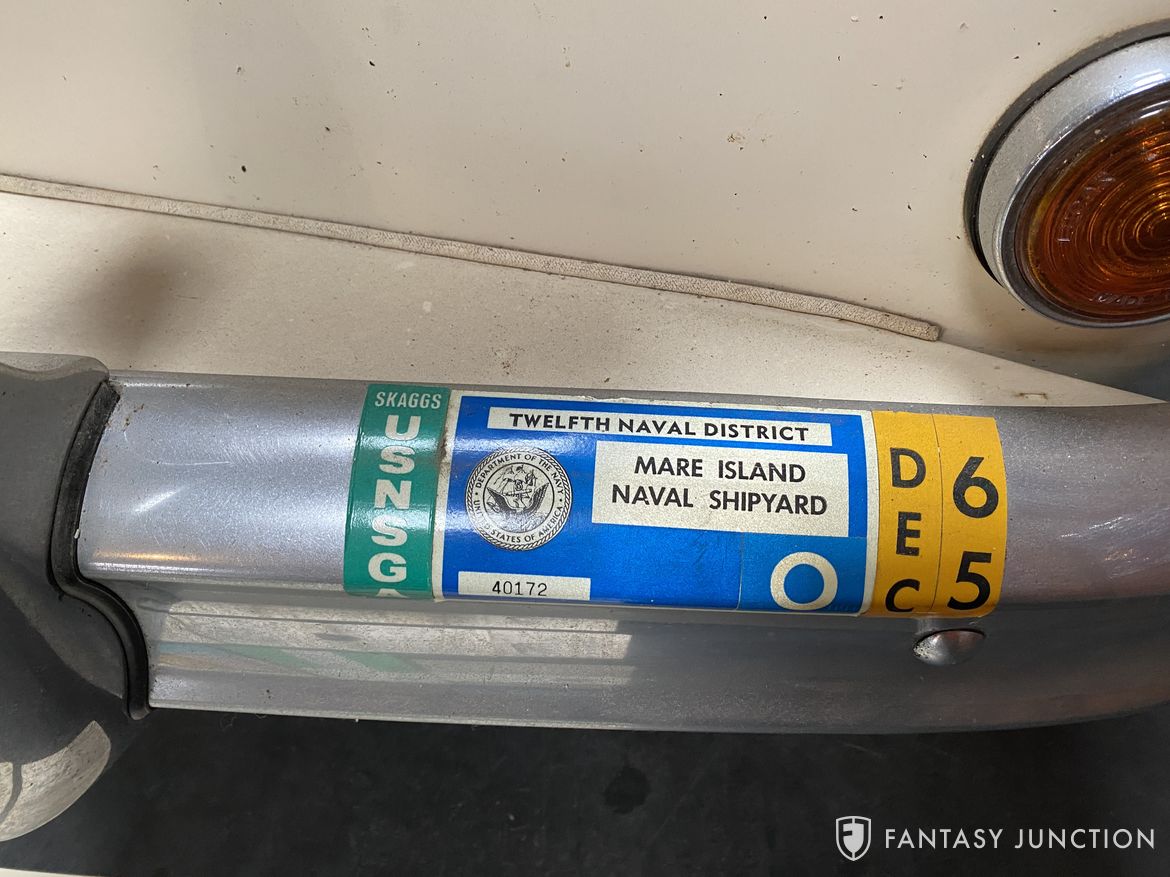 SKAGGS
USNSGA
TWELFTH NAVAL DISTRICT
MARE ISLAND
NAVAL SHIPYARD
DEPARTMENT OF THE NAVY
UNITED STATES OF AMERICA
40172
O
DEC
65
FANTASY JUNCTION